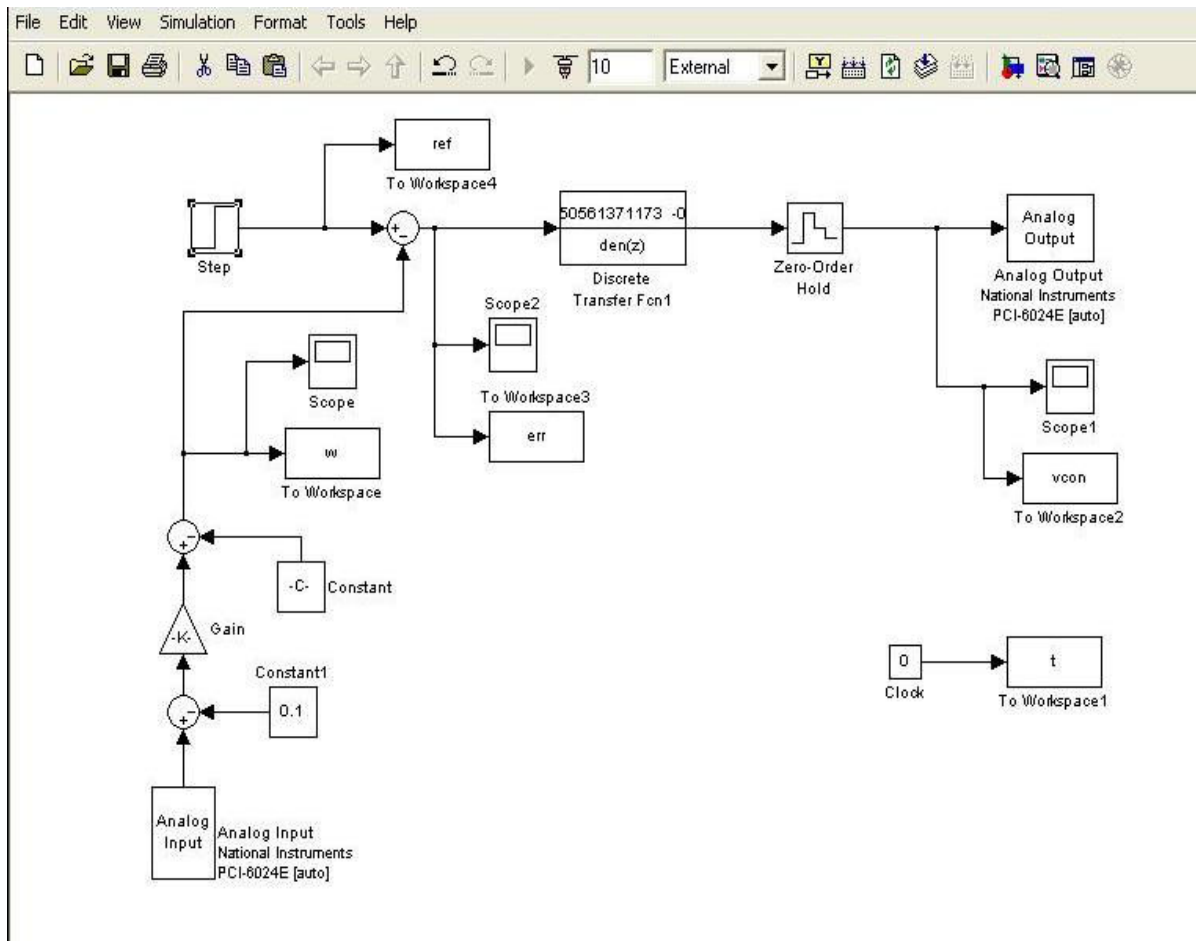 File Edit View Simulation Format Tools Help
10 External
ref
To Workspace4
Step
50561371173 -0
den(z)
Discrete
Transfer Fcn1
Zero-Order
Hold
Analog
Output
Analog Output
National Instruments
PCI-6024E [auto]
Scope2
Scope
To Workspace3
err
Scope1
w
To Workspace
vcon
To Workspace2
-C- Constant
-K- Gain
Constant1
0.1
0
Clock
t
To Workspace1
Analog
Input
Analog Input
National Instruments
PCI-6024E [auto]